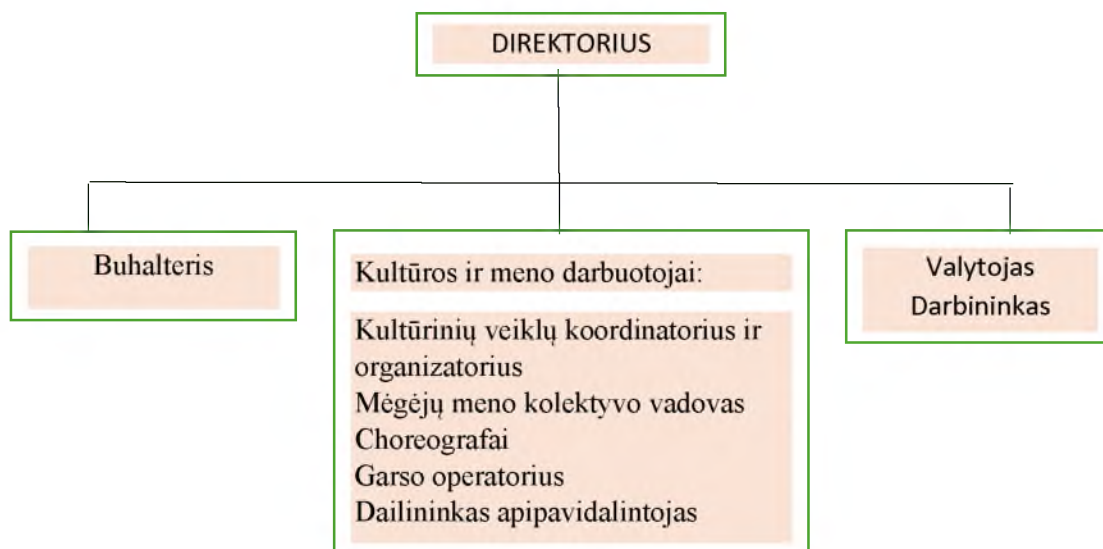 DIREKTORIUS
Buhalteris
Kultūros ir meno darbuotojai:
Kultūrinių veiklų koordinatorius ir
organizatorius
Mėgėjų meno kolektyvo vadovas
Choreografai
Garso operatorius
Dailininkas apipavidalintojas
Valytojas
Darbininkas